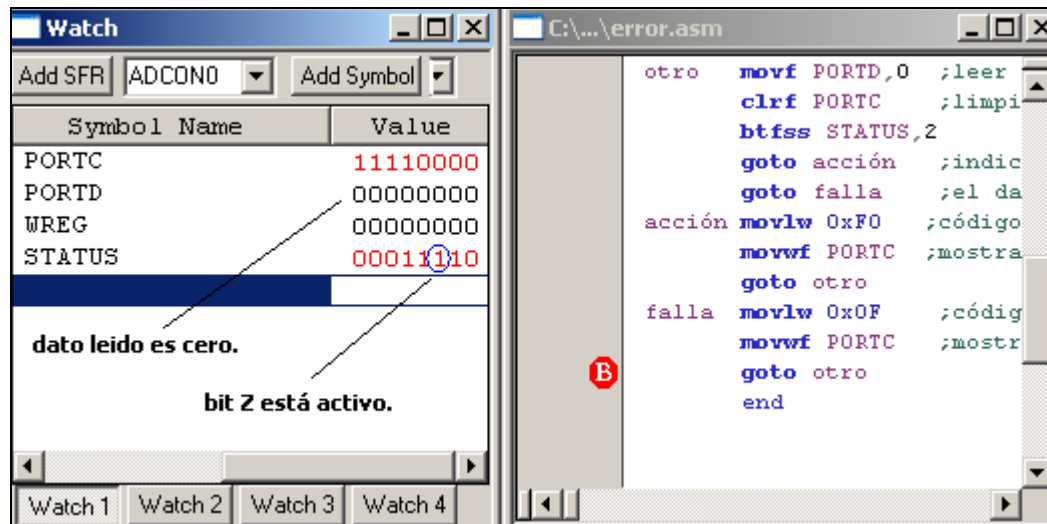 Watch
Add SFR ADCON0 Add Symbol
Symbol Name Value
PORTC 11110000
PORTD 00000000
WREG 00000000
STATUS 00011110
dato leido es cero.
bit Z está activo.
Watch 1 Watch 2 Watch 3 Watch 4
C:\...\error.asm
otro movf PORTD,0 ;leer
clrf PORTC ;limpi
btfss STATUS,2
goto acción ;indic
goto falla ;el da
acción movlw 0xF0 ;código
movwf PORTC ;mostra
goto otro
falla movlw 0x0F ;códig
movwf PORTC ;mostr
B goto otro
end